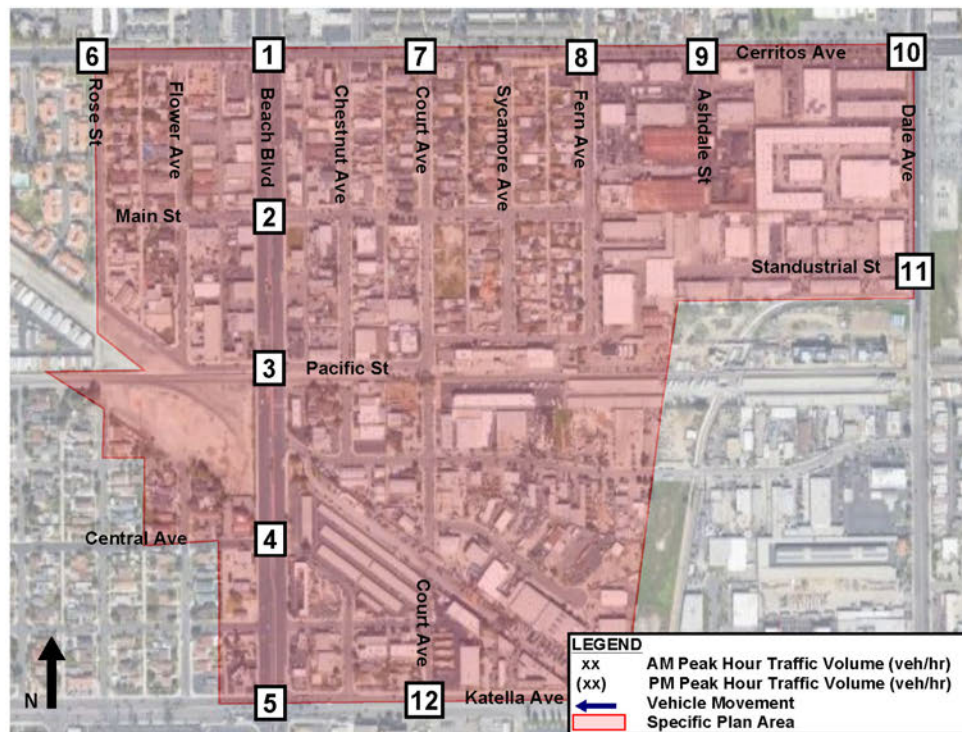 6
1
7
8
9
Cerritos Ave
10
Rose St
Flower Ave
Beach Blvd
Chestnut Ave
Court Ave
Sycamore Ave
Fern Ave
Ashdale St
Dale Ave
Main St
2
Standustrial St
11
3
Pacific St
Central Ave
4
Court Ave
N
5
12
Katella Ave
LEGEND
xx AM Peak Hour Traffic Volume (veh/hr)
(xx) PM Peak Hour Traffic Volume (veh/hr)
Vehicle Movement
Specific Plan Area